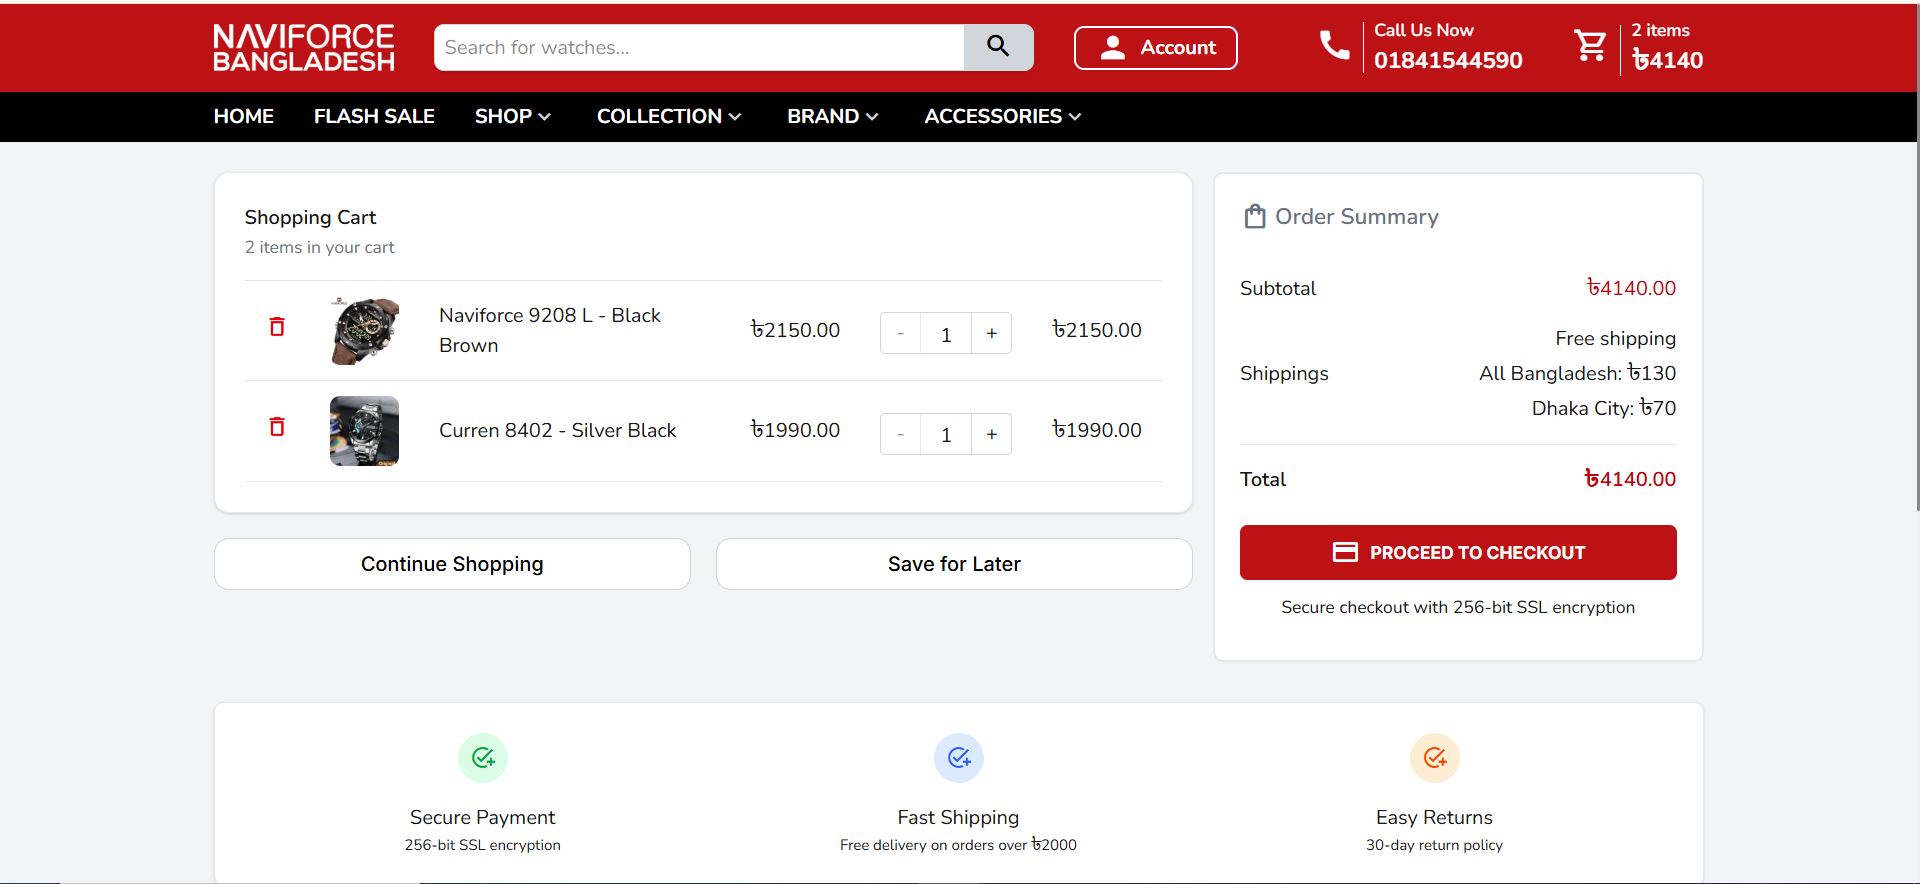 NAVIFORCE
BANGLADESH
Search for watches...
Account
Call Us Now
01841544590
2 items
৳4140
HOME
FLASH SALE
SHOP
COLLECTION
BRAND
ACCESSORIES
Shopping Cart
2 items in your cart
Naviforce 9208 L - Black
Brown
৳2150.00
- 1 +
৳2150.00
Curren 8402 - Silver Black
৳1990.00
- 1 +
৳1990.00
Continue Shopping
Save for Later
Order Summary
Subtotal
৳4140.00
Shippings
Free shipping
All Bangladesh: ৳130
Dhaka City: ৳70
Total
৳4140.00
PROCEED TO CHECKOUT
Secure checkout with 256-bit SSL encryption
Secure Payment
256-bit SSL encryption
Fast Shipping
Free delivery on orders over ৳2000
Easy Returns
30-day return policy